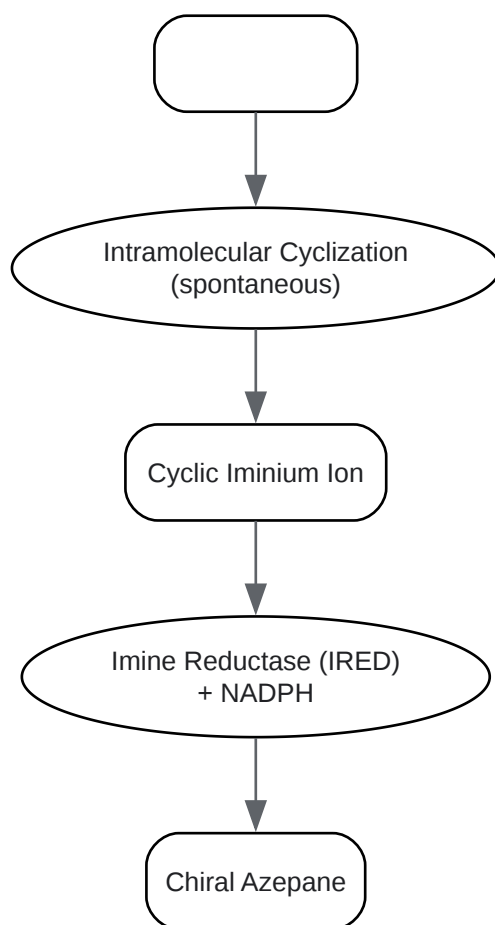 Intramolecular Cyclization
(spontaneous)
Cyclic Iminium Ion
Imine Reductase (IRED)
+ NADPH
Chiral Azepane